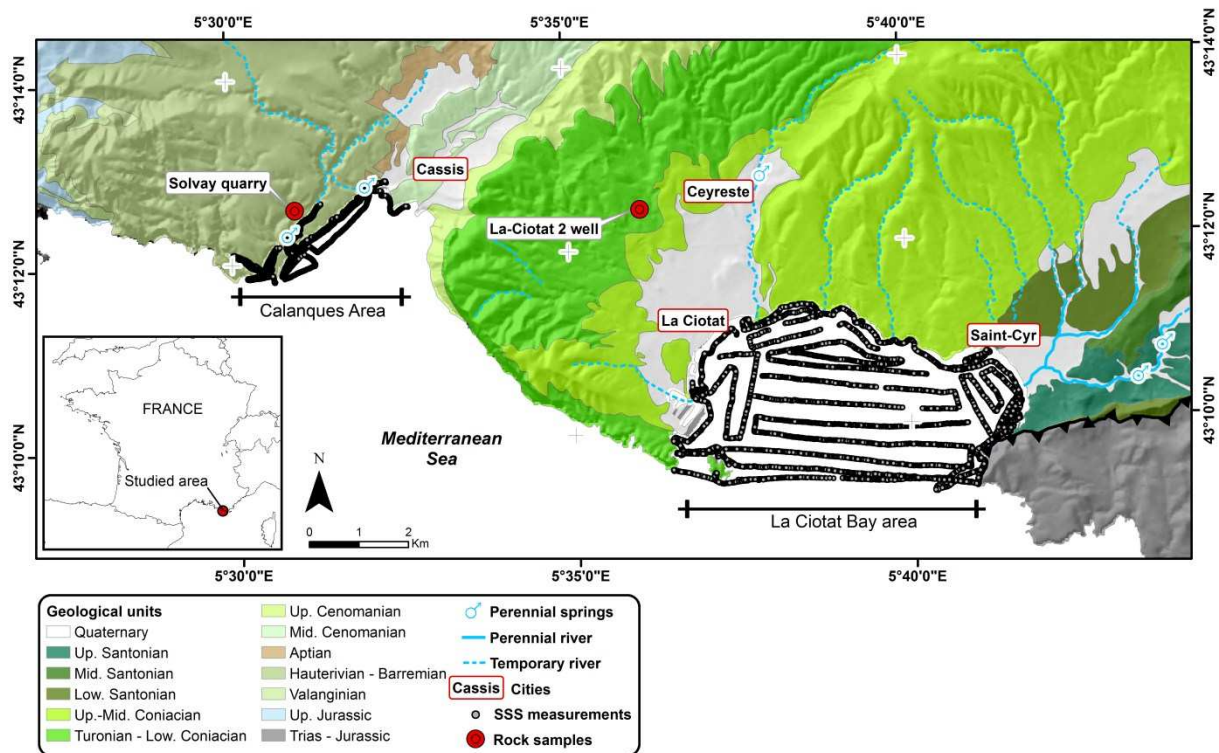 5°30'0"E 5°35'0"E 5°40'0"E
43°14'0"N
43°14'0"N
Cassis
Solvay quarry
Ceyreste
La-Ciotat 2 well
43°12'0"N
43°12'0"N
Calanques Area
La Ciotat
Saint-Cyr
FRANCE
Studied area
Mediterranean
Sea
43°10'0"N
43°10'0"N
N
0 1 2
Km
La Ciotat Bay area
5°30'0"E 5°35'0"E 5°40'0"E
Geological units
Quaternary
Up. Santonian
Mid. Santonian
Low. Santonian
Up.-Mid. Coniacian
Turonian - Low. Coniacian
Up. Cenomanian
Mid. Cenomanian
Aptian
Hauterivian - Barremian
Valanginian
Up. Jurassic
Trias - Jurassic
Perennial springs
Perennial river
Temporary river
Cassis Cities
SSS measurements
Rock samples